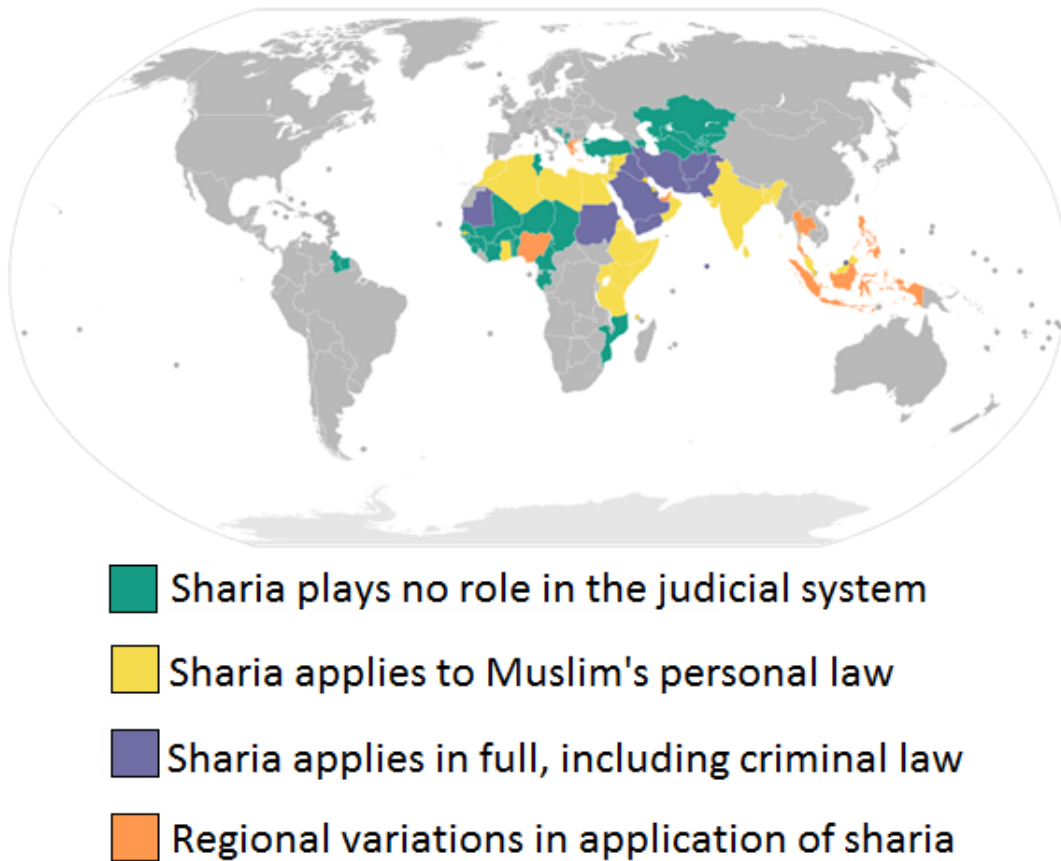 Sharia plays no role in the judicial system
Sharia applies to Muslim's personal law
Sharia applies in full, including criminal law
Regional variations in application of sharia